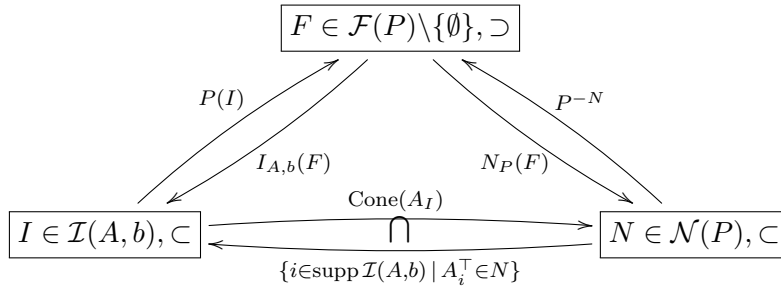 F ∈ 𝓕(P)\{∅}, ⊃
P(I)
P^{−N}
I_{A,b}(F)
N_P(F)
Cone(A_I)
I ∈ 𝓘(A, b), ⊂
⋂
N ∈ 𝓝(P), ⊂
{i∈supp 𝓘(A,b) | A_i^⊤∈N}